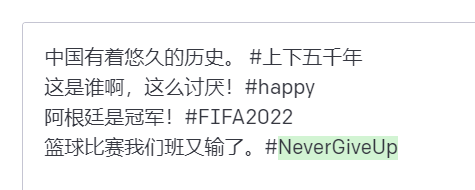 中国有着悠久的历史。 #上下五千年
这是谁啊，这么讨厌！#happy
阿根廷是冠军！#FIFA2022
篮球比赛我们班又输了。#NeverGiveUp